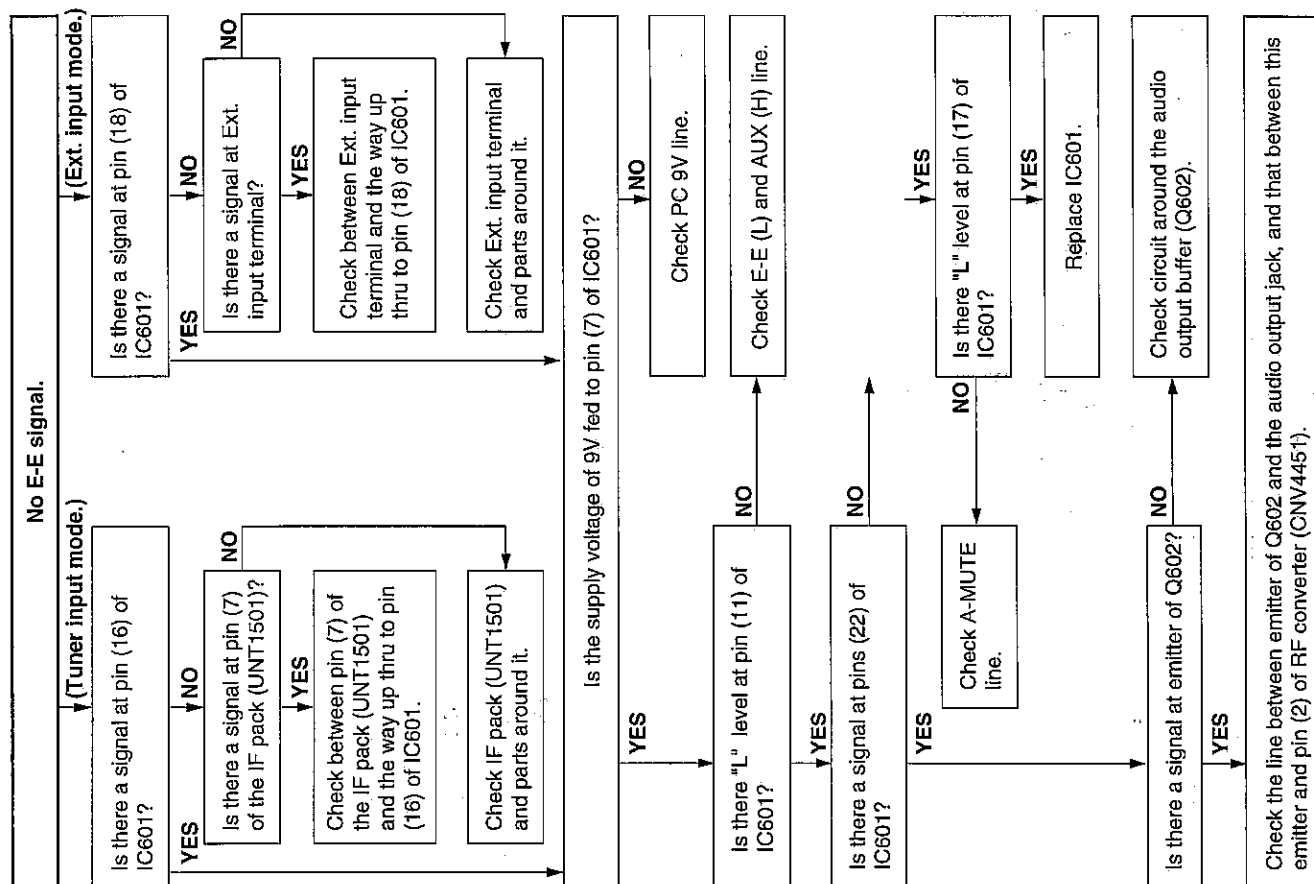 No E-E signal.
(Tuner input mode.)
Is there a signal at pin (16) of
IC601?
YES
NO
Is there a signal at pin (7)
of the IF pack (UNT1501)?
NO
YES
Check between pin (7) of
the IF pack (UNT1501)
and the way up thru to pin
(16) of IC601.
Check IF pack (UNT1501)
and parts around it.
(Ext. input mode.)
Is there a signal at pin (18) of
IC601?
YES
NO
Is there a signal at Ext.
input terminal?
NO
YES
Check between Ext. input
terminal and the way up
thru to pin (18) of IC601.
Check Ext. input terminal
and parts around it.
Is the supply voltage of 9V fed to pin (7) of IC601?
YES
NO
Check PC 9V line.
Is there "L" level at pin (11) of
IC601?
NO
Check E-E (L) and AUX (H) line.
YES
Is there a signal at pins (22) of
IC601?
NO
YES
YES
Is there "L" level at pin (17) of
IC601?
NO
YES
Check A-MUTE
line.
Replace IC601.
Is there a signal at emitter of Q602?
NO
Check circuit around the audio
output buffer (Q602).
YES
Check the line between emitter of Q602 and the audio output jack, and that between this
emitter and pin (2) of RF converter (CNV4451).